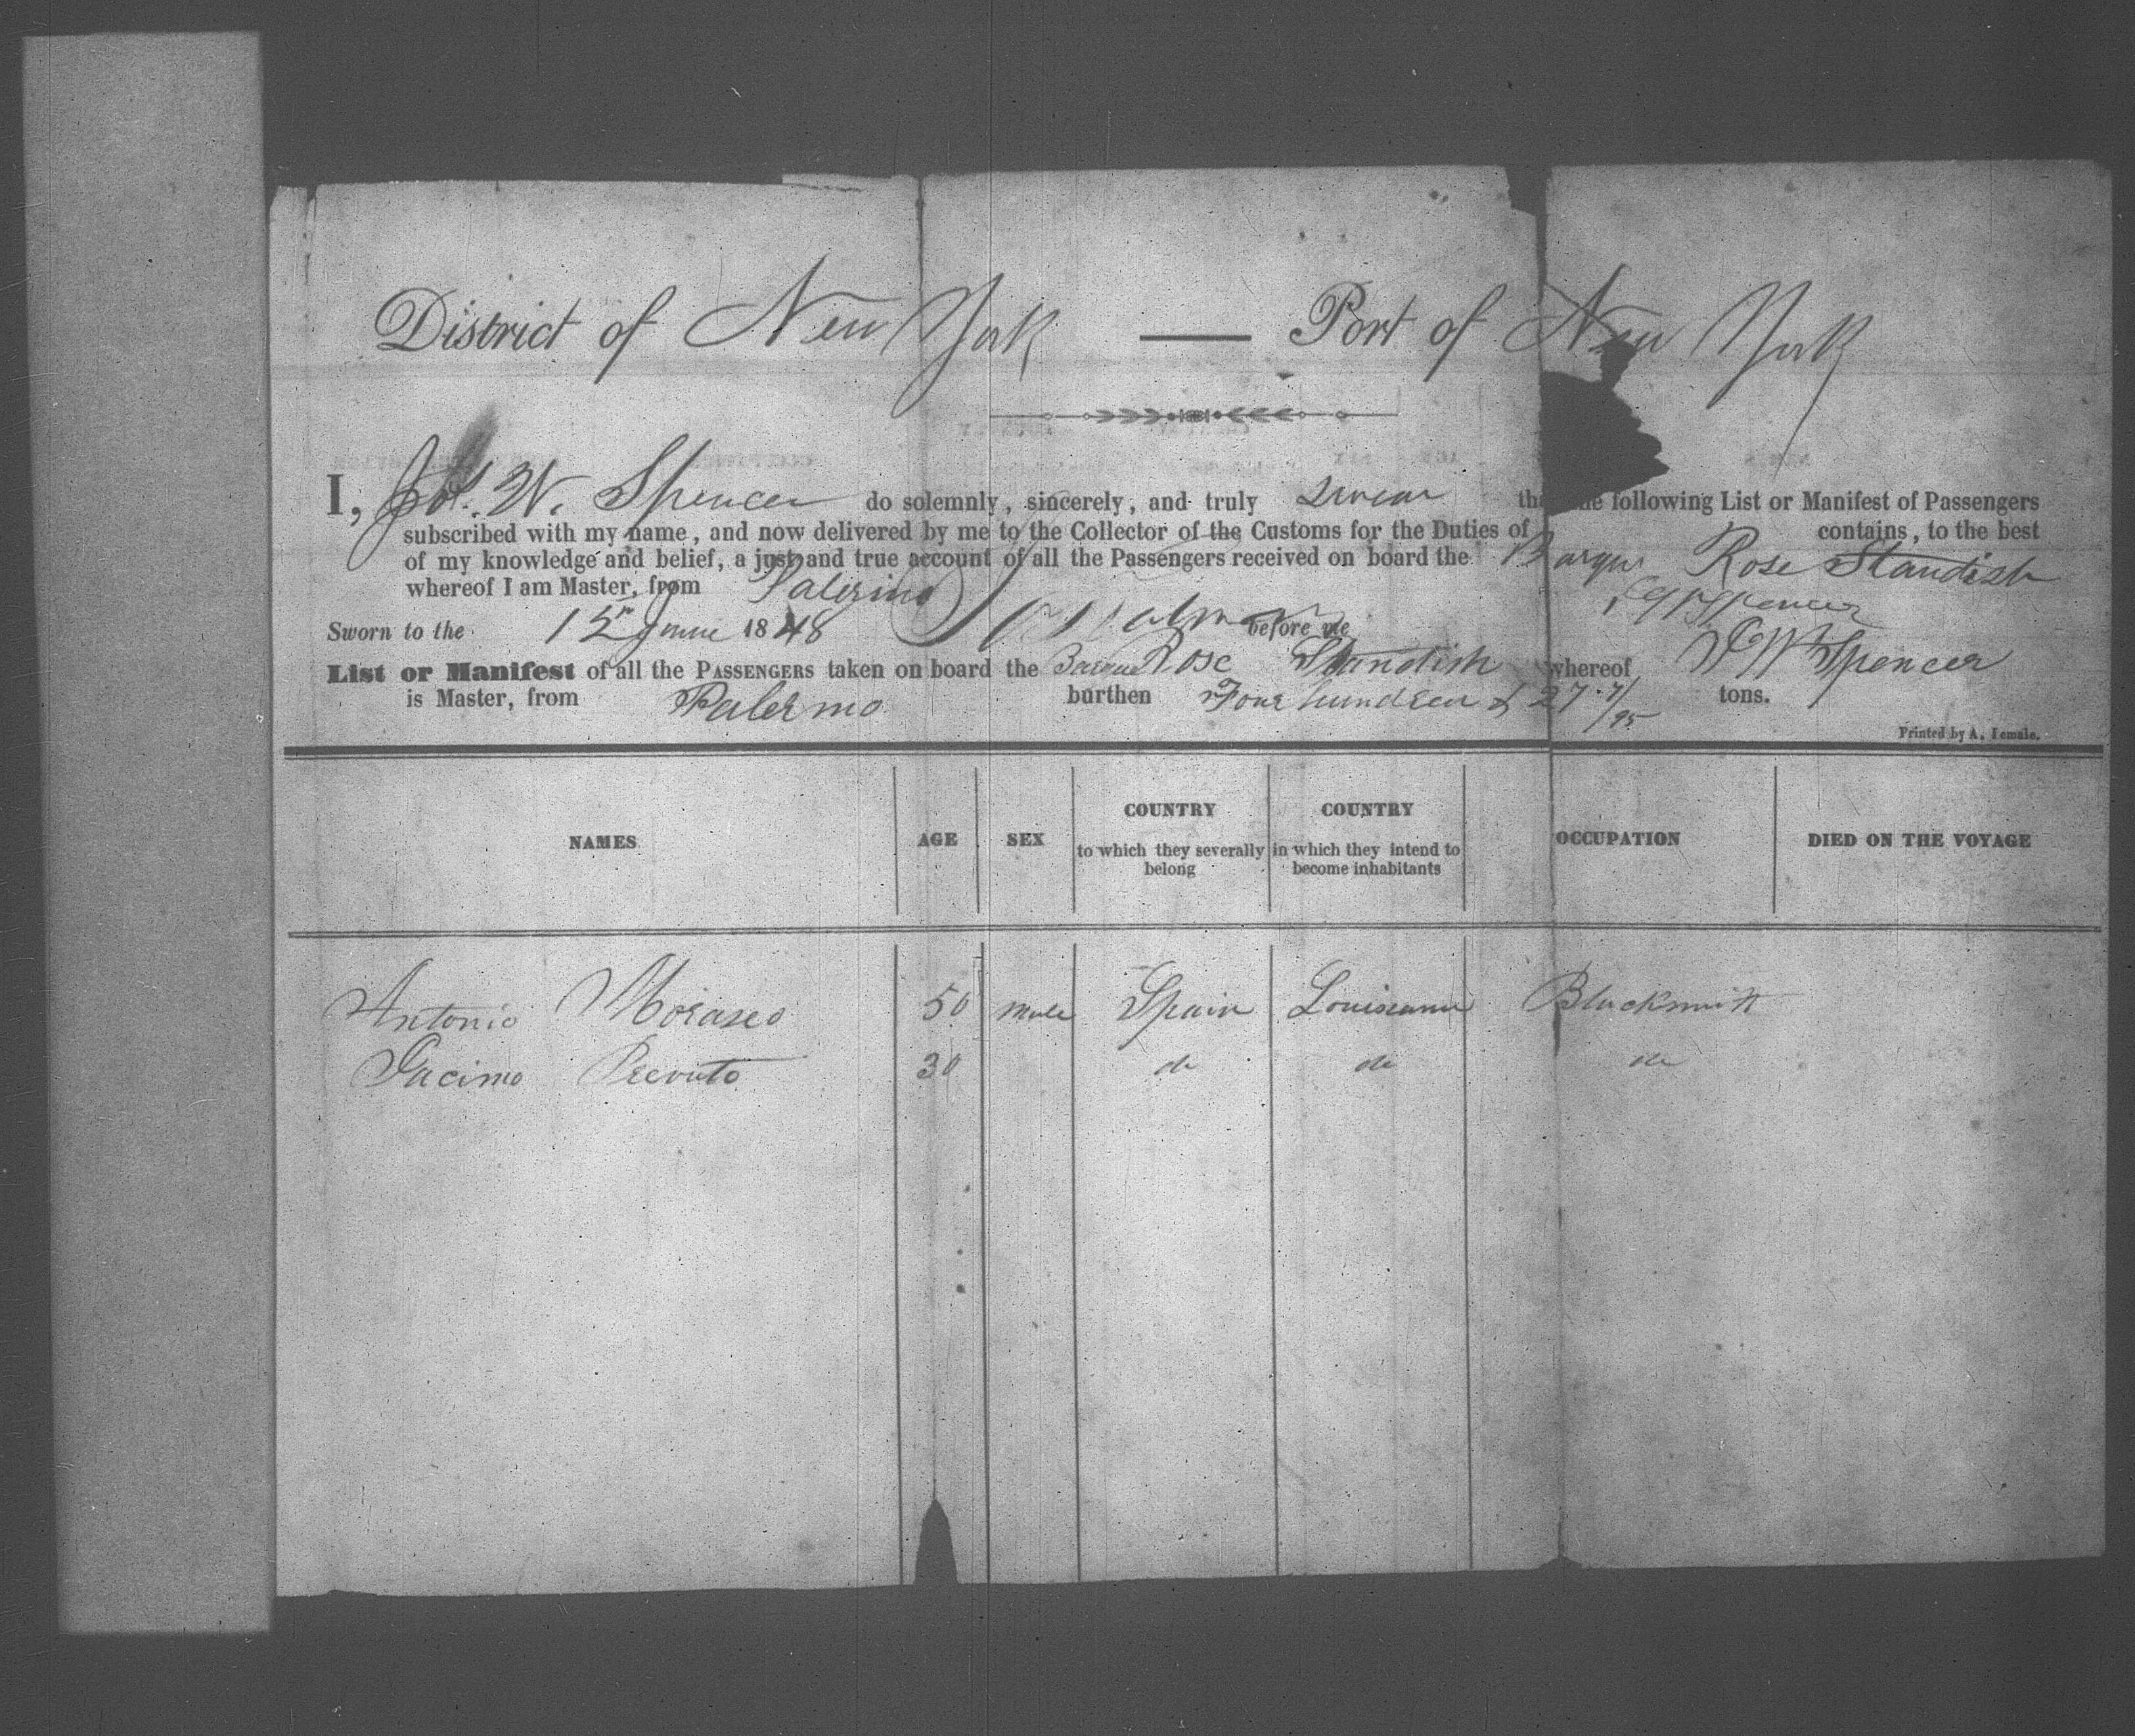 District of New York — Port of New York
I, W. Spencer do solemnly, sincerely, and truly swear that the following List or Manifest of Passengers
subscribed with my name, and now delivered by me to the Collector of the Customs for the Duties of contains, to the best
of my knowledge and belief, a just and true account of all the Passengers received on board the Barque Rose Standish
whereof I am Master, from Palermo Spencer
Sworn to the 15 June 1848 before me
List or Manifest of all the PASSENGERS taken on board the Barque Rose Standish whereof J W Spencer
is Master, from Palermo burthen Four hundred & 27 7/95 tons.
Printed by A.
NAMES AGE SEX COUNTRY to which they severally belong COUNTRY in which they intend to become inhabitants OCCUPATION DIED ON THE VOYAGE
Antonio 50 Male Spain Louiseana Blacksmith
30 do do do